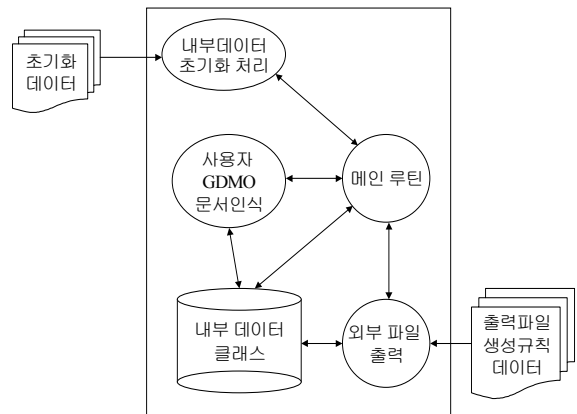 초기화
데이터
내부데이터
초기화 처리
사용자
GDMO
문서인식
메인 루틴
내부 데이터
클래스
외부 파일
출력
출력파일
생성규칙
데이터